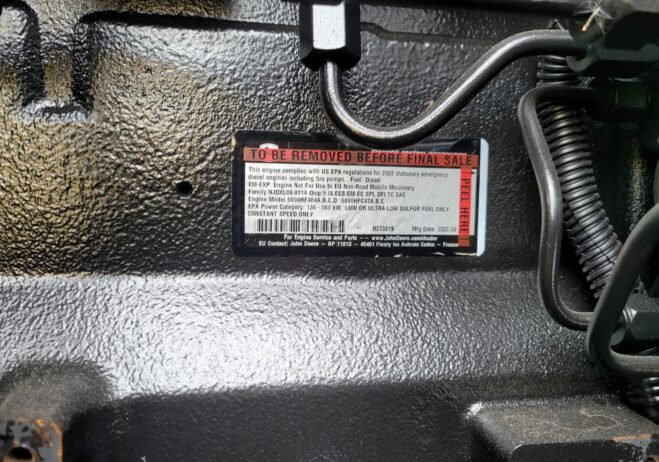 TO BE REMOVED BEFORE FINAL SALE
PEEL HERE
This engine complies with US EPA regulations for 2022 stationary emergency
diesel engines including fire pumps. Fuel: Diesel
EM-EXP Engine Not For Use In EU Non-Road Mobile Machinery
Family NJDXL09.0114 Disp 9.0L ECS EM EC SPL DFI TC CAC
Engine Model 6090HF484A,B,C,D 6090HFC47A,B,C
EPA Power Category: 130 - 560 kW LOW OR ULTRA-LOW SULFUR FUEL ONLY
CONSTANT SPEED ONLY
R573915 Mfg Date: 2022.09
For Engine Service and Parts -- www.JohnDeere.com/dealer
EU Contact: John Deere - BP 11013 - 45401 Fleury les Aubrais Cedex - France